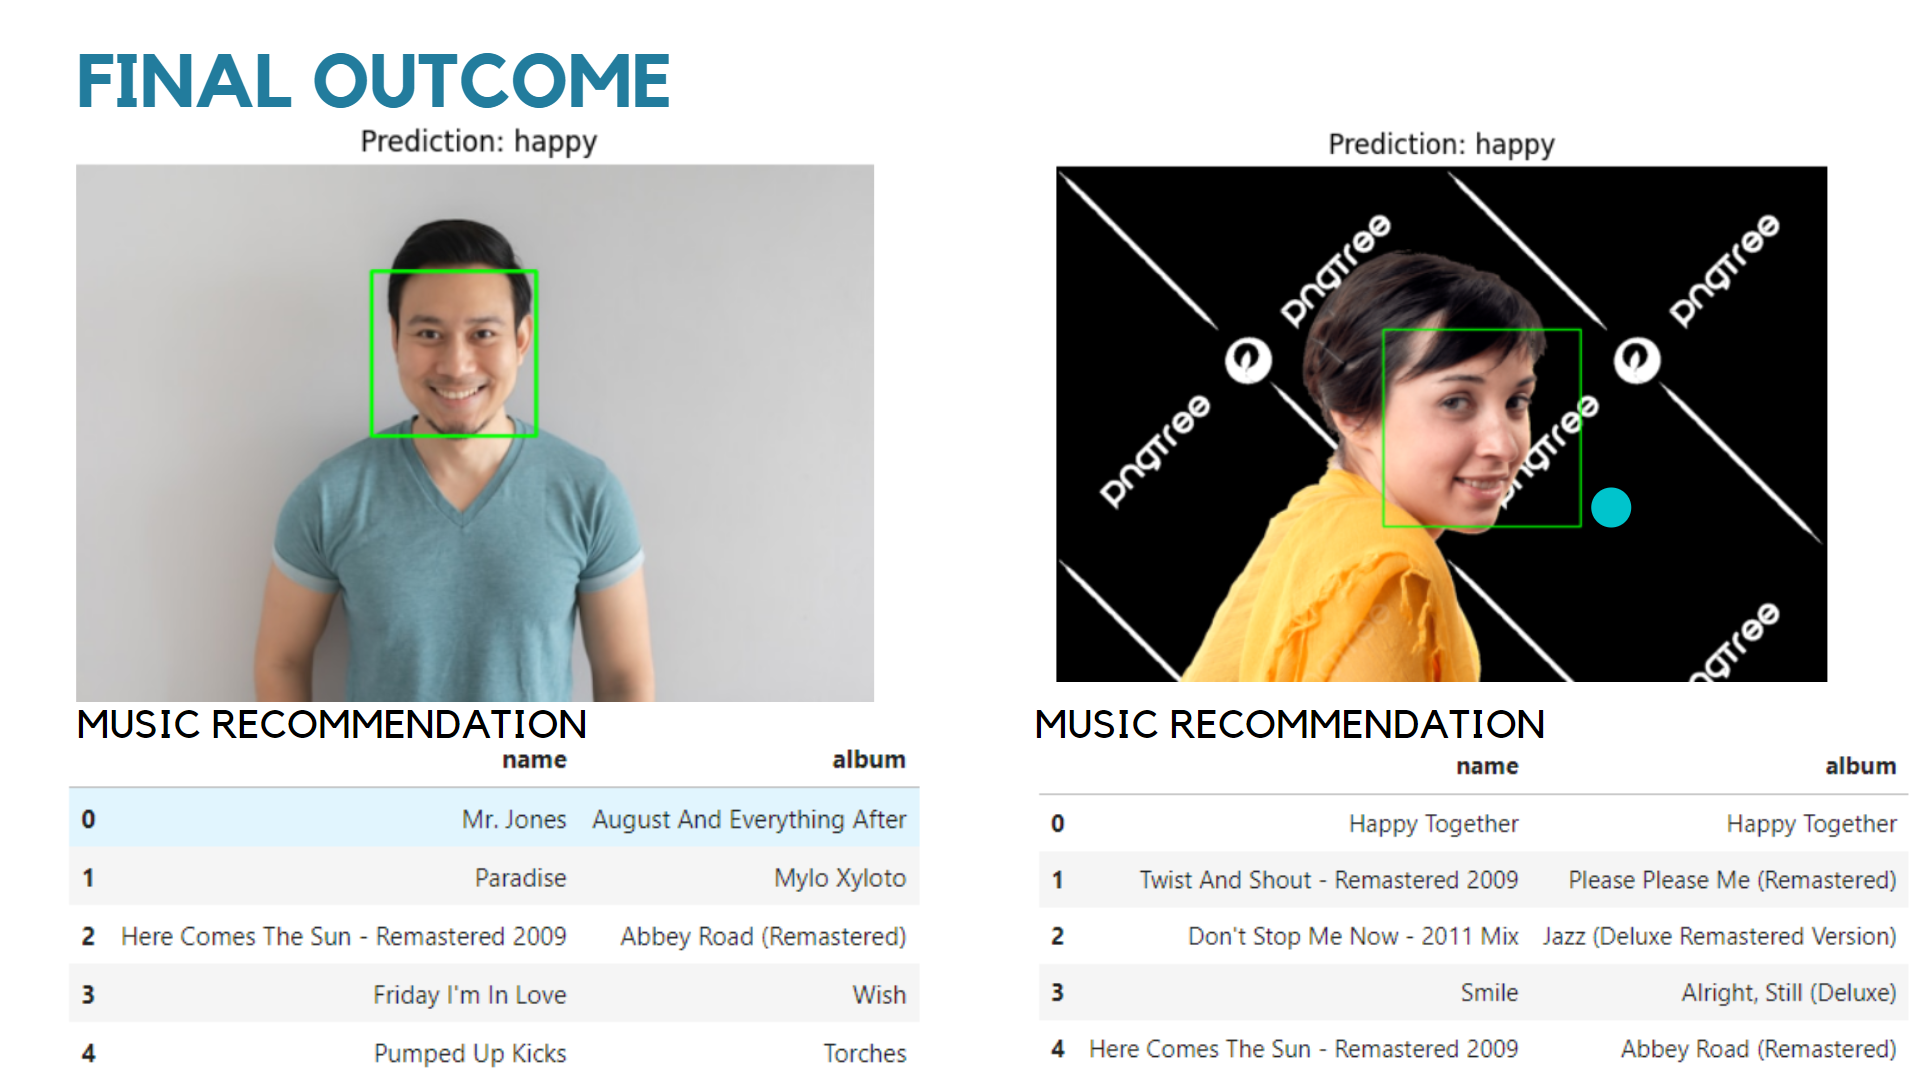 FINAL OUTCOME
Prediction: happy
MUSIC RECOMMENDATION
name album
0 Mr. Jones August And Everything After
1 Paradise Mylo Xyloto
2 Here Comes The Sun - Remastered 2009 Abbey Road (Remastered)
3 Friday I'm In Love Wish
4 Pumped Up Kicks Torches
Prediction: happy
pngtree
pngtree
pngtree
pngtree
ngtree
MUSIC RECOMMENDATION
name album
0 Happy Together Happy Together
1 Twist And Shout - Remastered 2009 Please Please Me (Remastered)
2 Don't Stop Me Now - 2011 Mix Jazz (Deluxe Remastered Version)
3 Smile Alright, Still (Deluxe)
4 Here Comes The Sun - Remastered 2009 Abbey Road (Remastered)